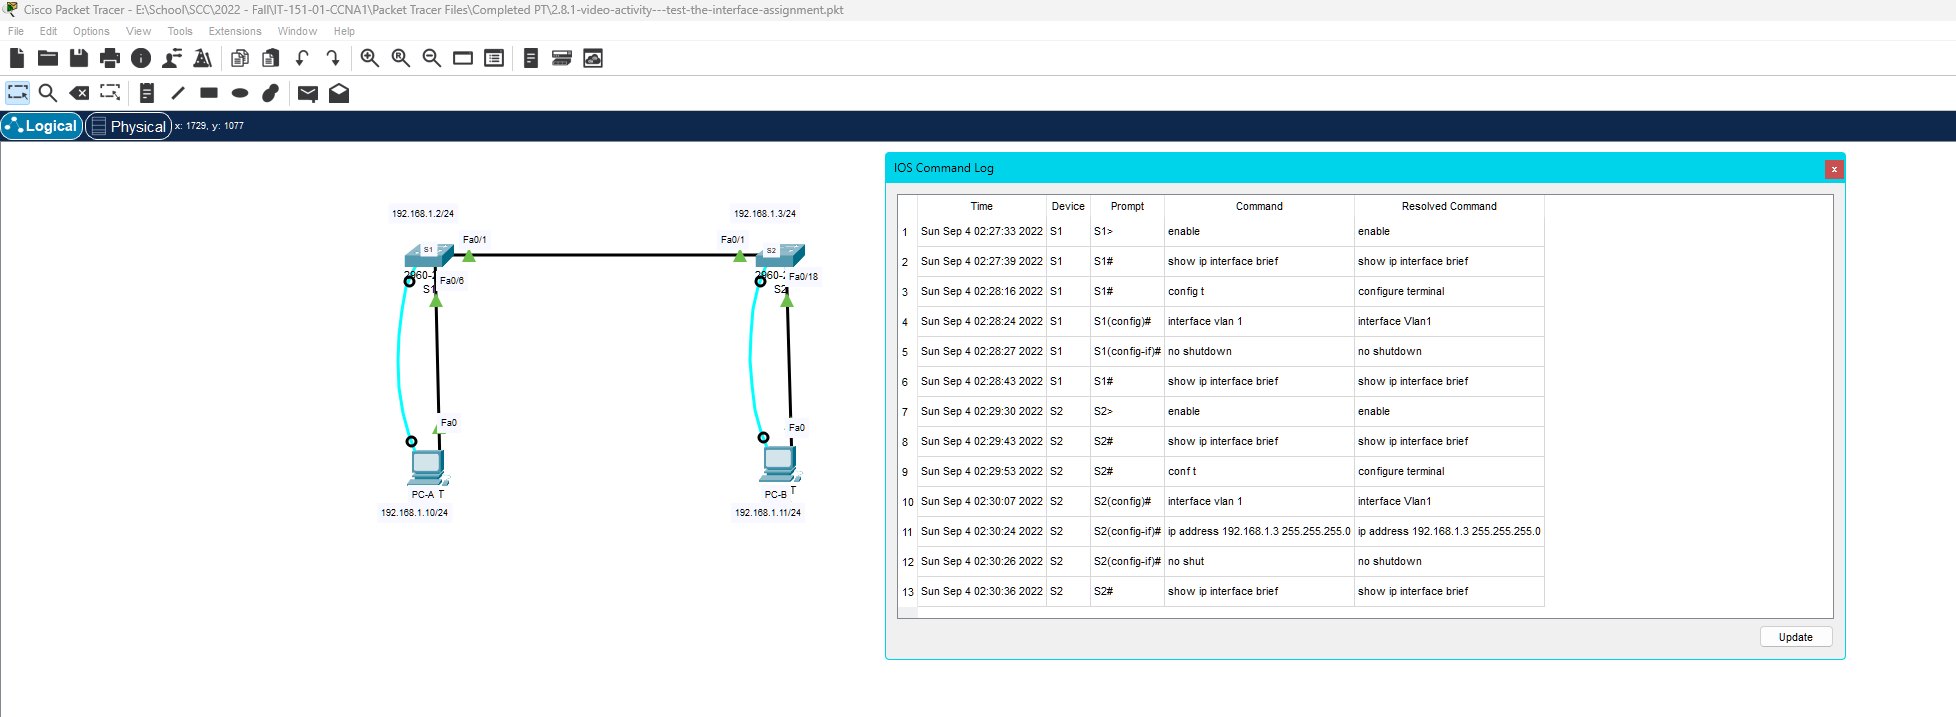 Cisco Packet Tracer - E:\School\SCC\2022 - Fall\IT-151-01-CCNA1\Packet Tracer Files\Completed PT\2.8.1-video-activity---test-the-interface-assignment.pkt
File Edit Options View Tools Extensions Window Help
Logical Physical x: 1729, y: 1077
192.168.1.2/24
192.168.1.3/24
Fa0/1
Fa0/1
S1
S2
2960-
Fa0/6
S1
2960-
Fa0/18
S2
Fa0
Fa0
PC-A T
PC-B T
192.168.1.10/24
192.168.1.11/24
IOS Command Log
x
Time Device Prompt Command Resolved Command
1 Sun Sep 4 02:27:33 2022 S1 S1> enable enable
2 Sun Sep 4 02:27:39 2022 S1 S1# show ip interface brief show ip interface brief
3 Sun Sep 4 02:28:16 2022 S1 S1# config t configure terminal
4 Sun Sep 4 02:28:24 2022 S1 S1(config)# interface vlan 1 interface Vlan1
5 Sun Sep 4 02:28:27 2022 S1 S1(config-if)# no shutdown no shutdown
6 Sun Sep 4 02:28:43 2022 S1 S1# show ip interface brief show ip interface brief
7 Sun Sep 4 02:29:30 2022 S2 S2> enable enable
8 Sun Sep 4 02:29:43 2022 S2 S2# show ip interface brief show ip interface brief
9 Sun Sep 4 02:29:53 2022 S2 S2# conf t configure terminal
10 Sun Sep 4 02:30:07 2022 S2 S2(config)# interface vlan 1 interface Vlan1
11 Sun Sep 4 02:30:24 2022 S2 S2(config-if)# ip address 192.168.1.3 255.255.255.0 ip address 192.168.1.3 255.255.255.0
12 Sun Sep 4 02:30:26 2022 S2 S2(config-if)# no shut no shutdown
13 Sun Sep 4 02:30:36 2022 S2 S2# show ip interface brief show ip interface brief
Update